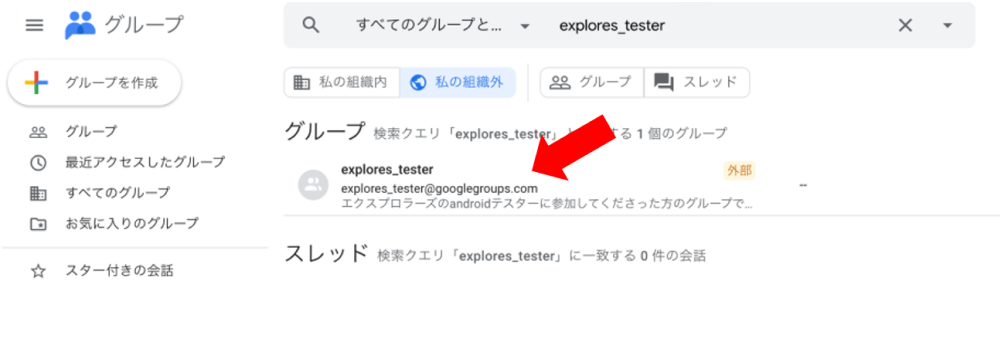 グループ
すべてのグループと...
explores_tester
グループを作成
私の組織内
私の組織外
グループ
スレッド
グループ
最近アクセスしたグループ
すべてのグループ
お気に入りのグループ
スター付きの会話
グループ 検索クエリ「explores_tester」と する 1 個のグループ
explores_tester
外部
explores_tester@googlegroups.com
エクスプロラーズのandroidテスターに参加してくださった方のグループで...
--
スレッド 検索クエリ「explores_tester」に一致する 0 件の会話